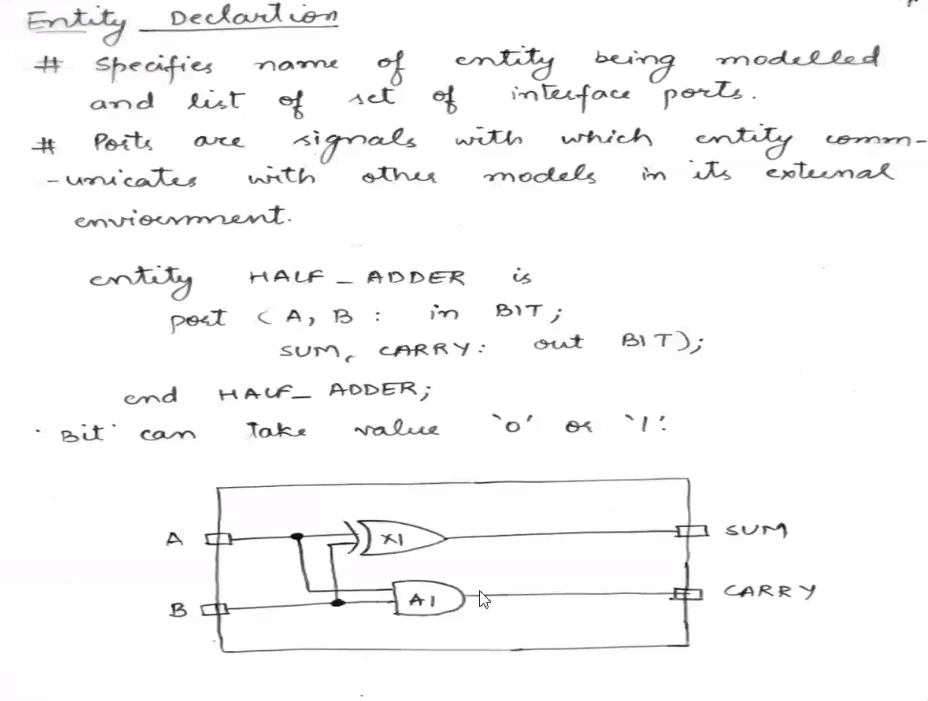 Entity Declartion
# Specifies name of entity being modelled
and list of set of interface ports.
# Ports are signals with which entity comm-
-unicates with other models in its external
enviornment.
entity HALF_ADDER is
port (A, B : in BIT;
SUM, CARRY: out BIT);
end HALF_ADDER;
'Bit' can take value '0' or '1'.
A X1 SUM
B A1 CARRY